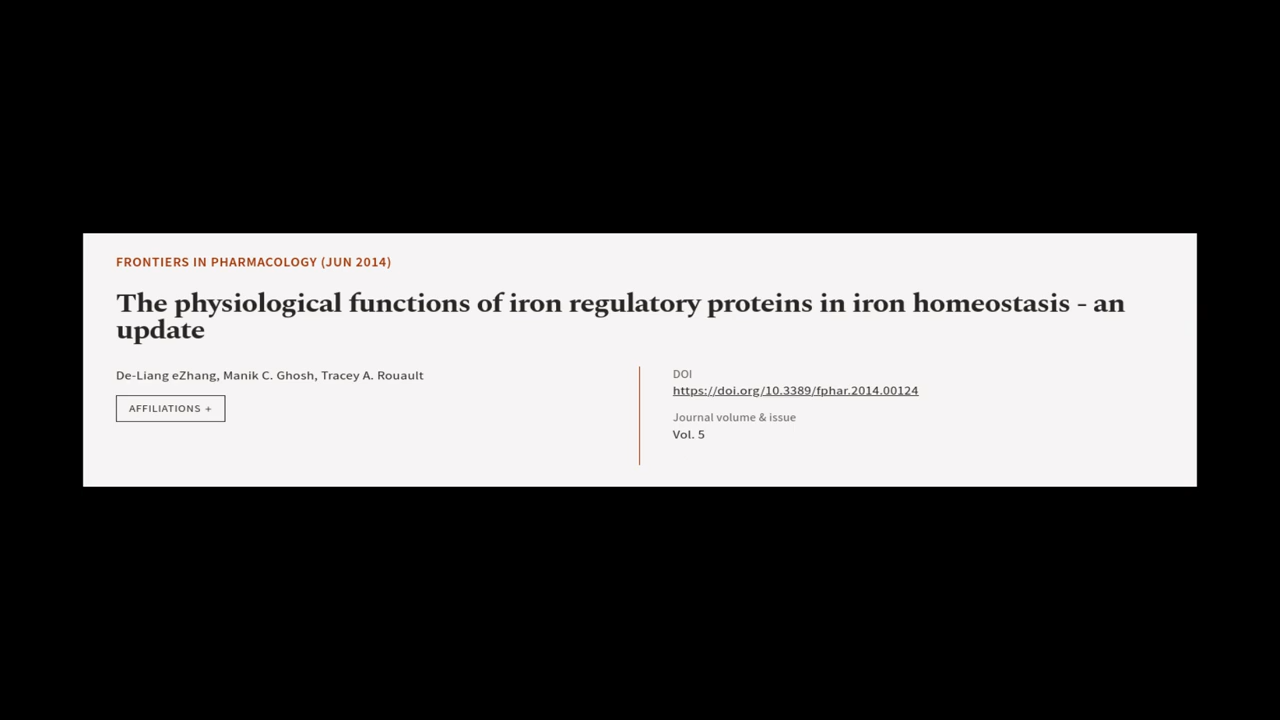 FRONTIERS IN PHARMACOLOGY (JUN 2014)
The physiological functions of iron regulatory proteins in iron homeostasis - an
update
De-Liang eZhang, Manik C. Ghosh, Tracey A. Rouault
AFFILIATIONS +
DOI
https://doi.org/10.3389/fphar.2014.00124
Journal volume & issue
Vol. 5